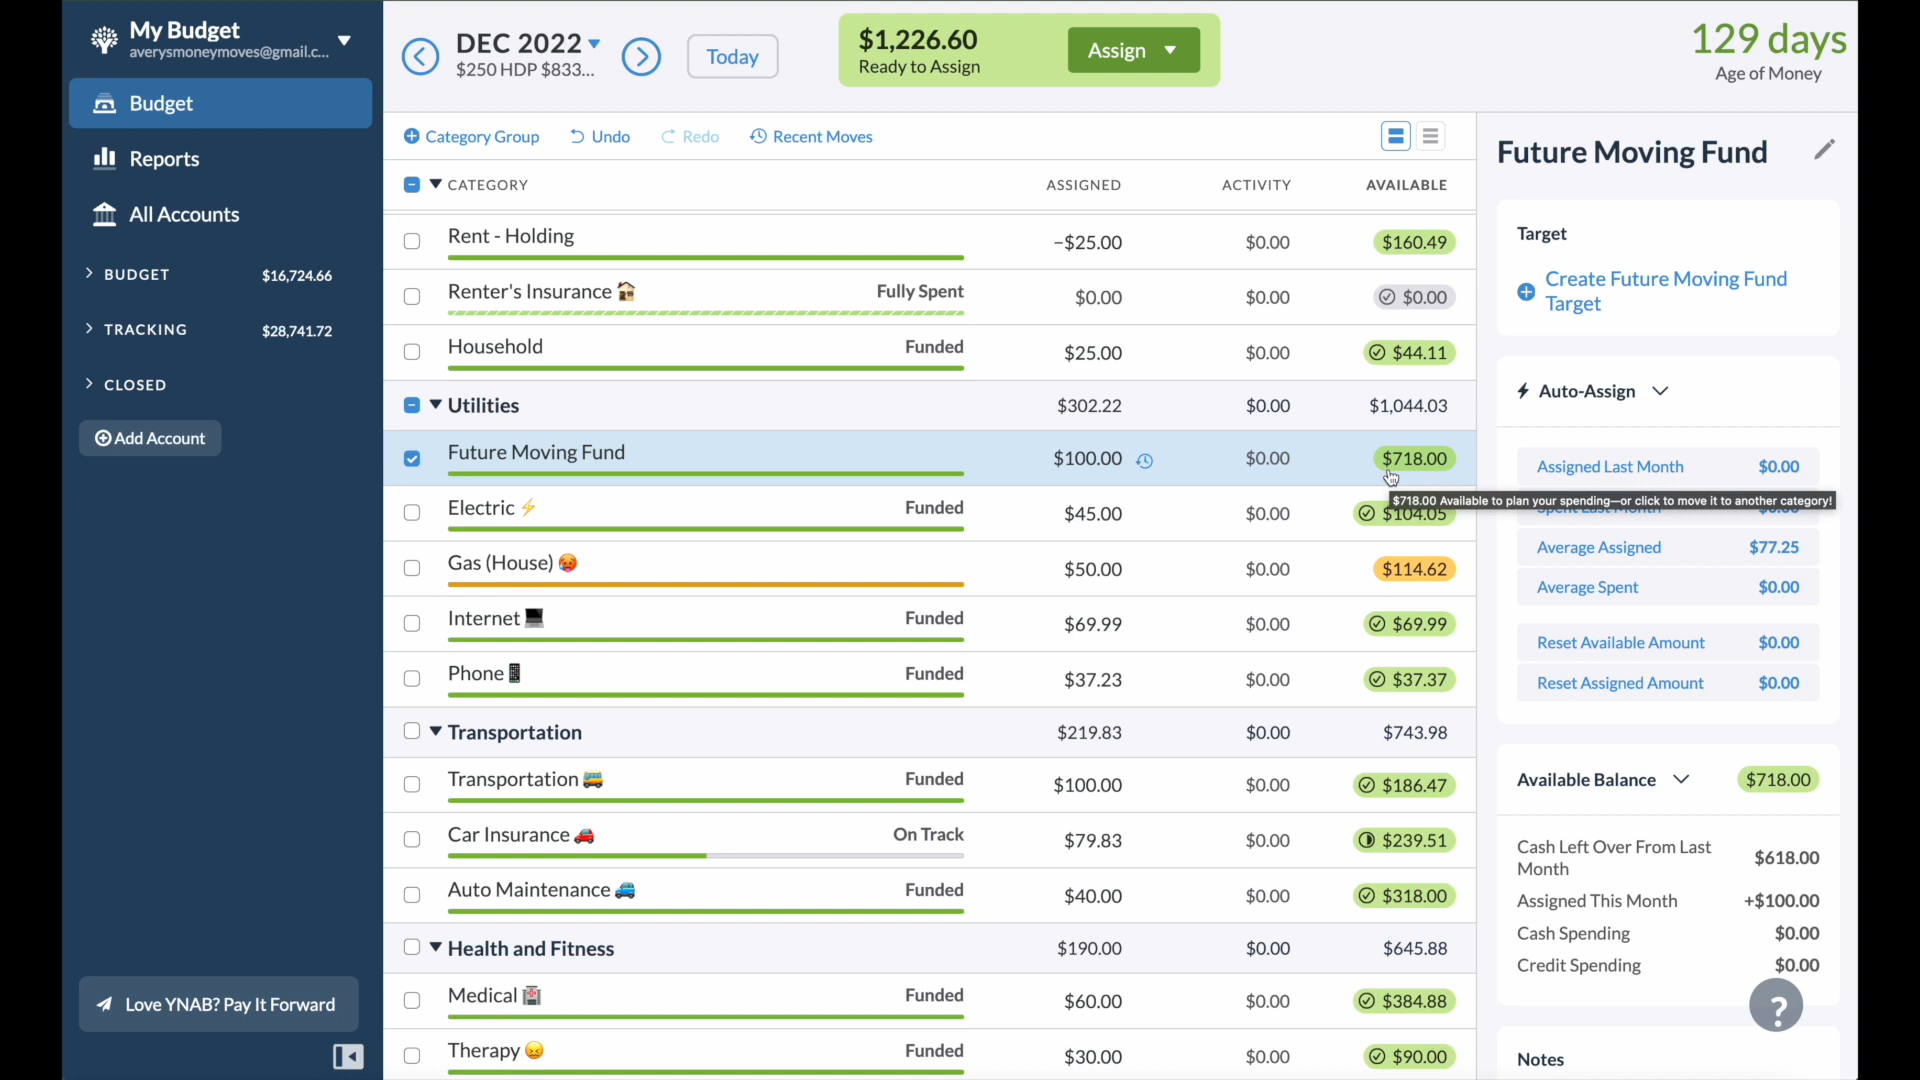 My Budget
averysmoneymoves@gmail.c...
Budget
Reports
All Accounts
BUDGET $16,724.66
TRACKING $28,741.72
CLOSED
Add Account
Love YNAB? Pay It Forward
DEC 2022
$250 HDP $833...
Today
$1,226.60
Ready to Assign
Assign
129 days
Age of Money
Category Group Undo Redo Recent Moves
CATEGORY ASSIGNED ACTIVITY AVAILABLE
Rent - Holding -$25.00 $0.00 $160.49
Renter's Insurance Fully Spent $0.00 $0.00 $0.00
Household Funded $25.00 $0.00 $44.11
Utilities $302.22 $0.00 $1,044.03
Future Moving Fund $100.00 $0.00 $718.00
$718.00 Available to plan your spending—or click to move it to another category!
Electric Funded $45.00 $0.00 $104.05
Gas (House) $50.00 $0.00 $114.62
Internet Funded $69.99 $0.00 $69.99
Phone Funded $37.23 $0.00 $37.37
Transportation $219.83 $0.00 $743.98
Transportation Funded $100.00 $0.00 $186.47
Car Insurance On Track $79.83 $0.00 $239.51
Auto Maintenance Funded $40.00 $0.00 $318.00
Health and Fitness $190.00 $0.00 $645.88
Medical Funded $60.00 $0.00 $384.88
Therapy Funded $30.00 $0.00 $90.00
Future Moving Fund
Target
Create Future Moving Fund
Target
Auto-Assign
Assigned Last Month $0.00
Spent Last Month $0.00
Average Assigned $77.25
Average Spent $0.00
Reset Available Amount $0.00
Reset Assigned Amount $0.00
Available Balance $718.00
Cash Left Over From Last
Month $618.00
Assigned This Month +$100.00
Cash Spending $0.00
Credit Spending $0.00
?
Notes